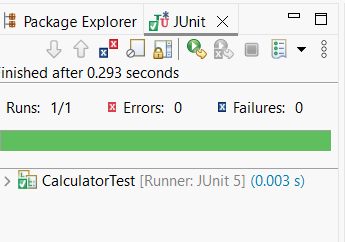 Package Explorer JUnit
Finished after 0.293 seconds
Runs: 1/1 Errors: 0 Failures: 0
CalculatorTest [Runner: JUnit 5] (0.003 s)